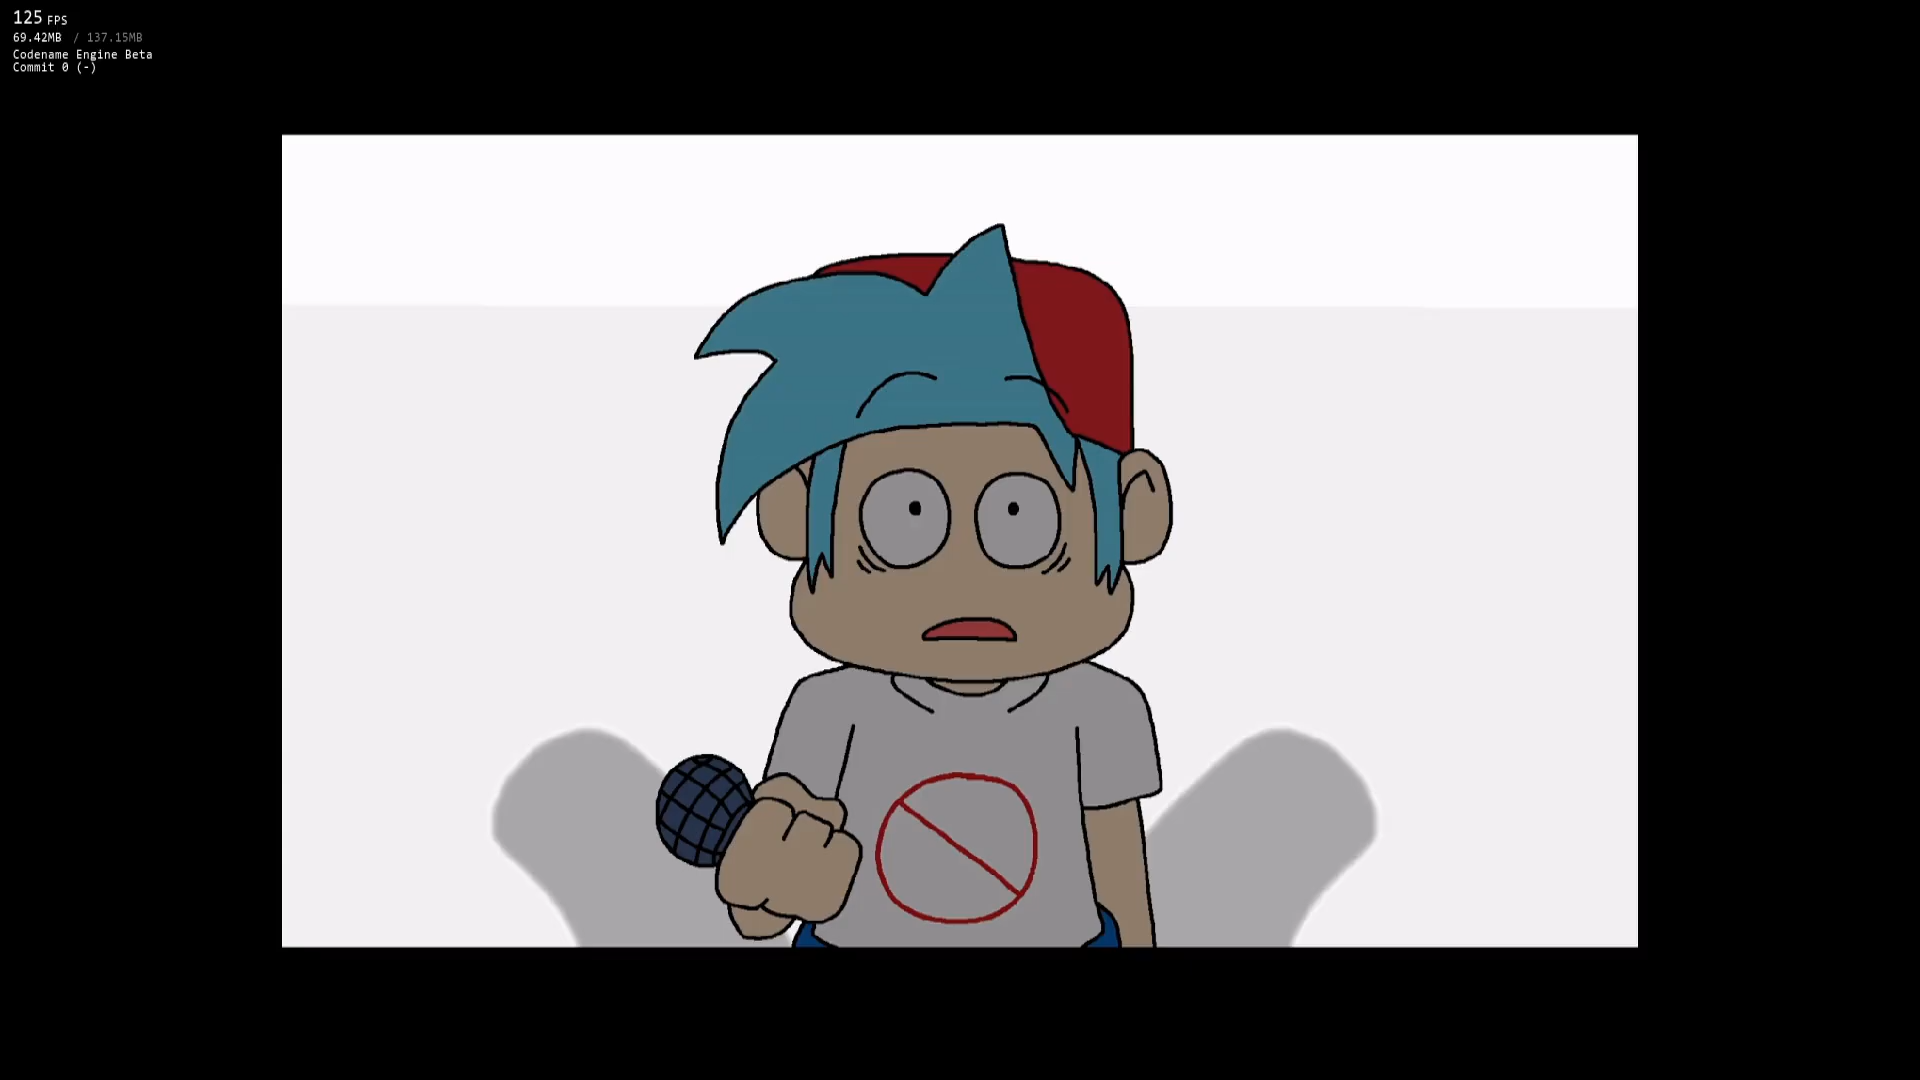 125 FPS
69.42MB / 137.15MB
Codename Engine Beta
Commit 0 (-)